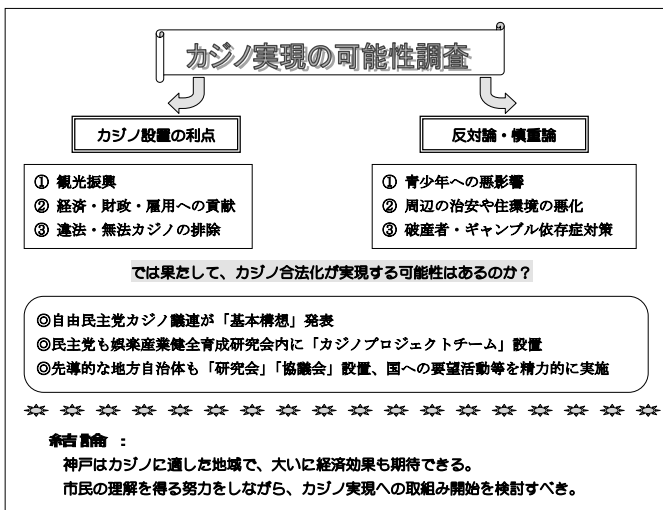 カジノ実現の可能性調査
カジノ設置の利点
反対論・慎重論
① 観光振興
② 経済・財政・雇用への貢献
③ 違法・無法カジノの排除
① 青少年への悪影響
② 周辺の治安や住環境の悪化
③ 破産者・ギャンブル依存症対策
では果たして、カジノ合法化が実現する可能性はあるのか？
◎自由民主党カジノ議連が「基本構想」発表
◎民主党も娯楽産業健全育成研究会内に「カジノプロジェクトチーム」設置
◎先導的な地方自治体も「研究会」「協議会」設置、国への要望活動等を精力的に実施
結論：
神戸はカジノに適した地域で、大いに経済効果も期待できる。
市民の理解を得る努力をしながら、カジノ実現への取組み開始を検討すべき。